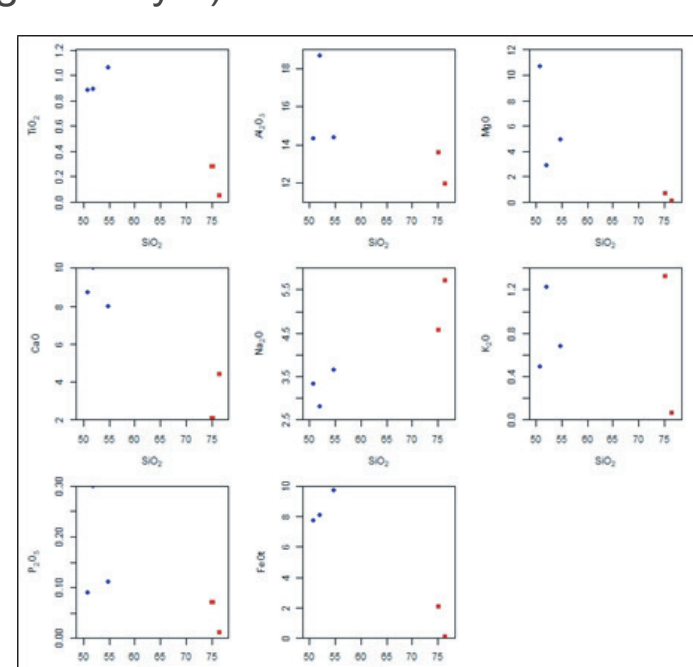 TiO₂
0.0 0.2 0.4 0.6 0.8 1.0 1.2
50 55 60 65 70 75
SiO₂
Al₂O₃
12 14 16 18
50 55 60 65 70 75
SiO₂
MgO
0 2 4 6 8 10 12
50 55 60 65 70 75
SiO₂
CaO
2 4 6 8 10
50 55 60 65 70 75
SiO₂
Na₂O
2.5 3.5 4.5 5.5
50 55 60 65 70 75
SiO₂
K₂O
0.0 0.4 0.8 1.2
50 55 60 65 70 75
SiO₂
P₂O₅
0.00 0.10 0.20 0.30
50 55 60 65 70 75
FeOt
0 2 4 6 8 10
50 55 60 65 70 75